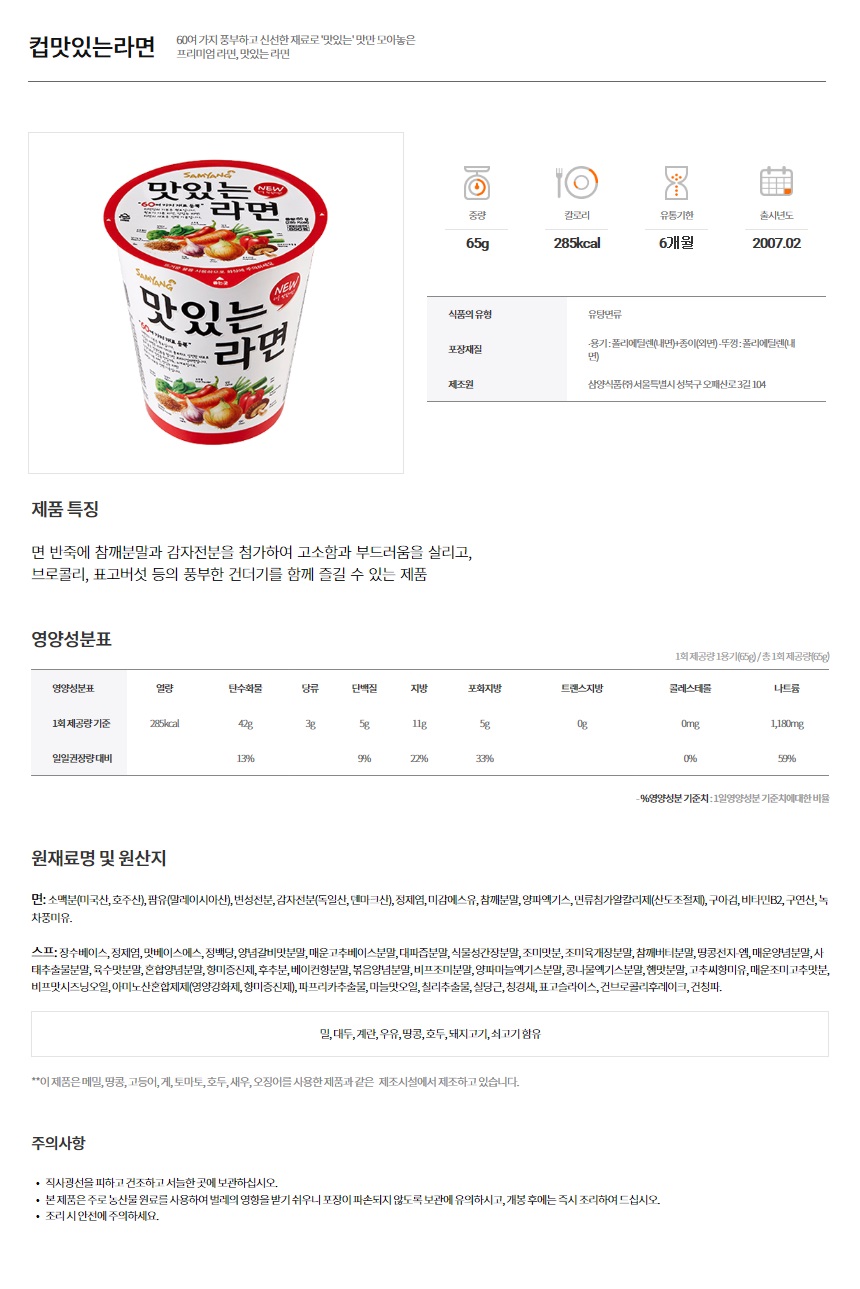 컵맛있는라면
60여 가지 풍부하고 신선한 재료로 '맛있는' 맛만 모아놓은
프리미엄 라면, 맛있는 라면
SAMYANG
맛있는
라면
NEW
"60여 가지 재료 듬뿍"
SAMYANG
맛있는
라면
NEW
"60여 가지 재료 듬뿍"
중량
칼로리
유통기한
출시년도
65g
285kcal
6개월
2007.02
식품의 유형
유탕면류
포장재질
-용기 : 폴리에틸렌(내면)+종이(외면) -뚜껑 : 폴리에틸렌(내
면)
제조원
삼양식품㈜ 서울특별시 성북구 오패산로 3길 104
제품 특징
면 반죽에 참깨분말과 감자전분을 첨가하여 고소함과 부드러움을 살리고,
브로콜리, 표고버섯 등의 풍부한 건더기를 함께 즐길 수 있는 제품
영양성분표
1회 제공량 1용기(65g) / 총 1회 제공량(65g)
영양성분표 열량 탄수화물 당류 단백질 지방 포화지방 트랜스지방 콜레스테롤 나트륨
1회 제공량 기준 285kcal 42g 3g 5g 11g 5g 0g 0mg 1,180mg
일일권장량 대비 13% 9% 22% 33% 0% 59%
- %영양성분 기준치 : 1일영양성분 기준치에대한 비율
원재료명 및 원산지
면: 소맥분(미국산, 호주산), 팜유(말레이시아산), 변성전분, 감자전분(독일산, 덴마크산), 정제염, 미감에스유, 참깨분말, 양파엑기스, 면류첨가알칼리제(산도조절제), 구아검, 비타민B2, 구연산, 녹
차풍미유.
스프: 장수베이스, 정제염, 맛베이스에스, 정백당, 양념갈비맛분말, 매운고추베이스분말, 대파즙분말, 식물성간장분말, 조미맛분, 조미육개장분말, 참깨버터분말, 땅콩전지-엠, 매운양념분말, 사
태추출물분말, 육수맛분말, 혼합양념분말, 향미증진제, 후추분, 베이컨향분말, 볶음양념분말, 비프조미분말, 양파마늘엑기스분말, 콩나물엑기스분말, 햄맛분말, 고추씨향미유, 매운조미고추맛분,
비프맛시즈닝오일, 아미노산혼합제제(영양강화제, 향미증진제), 파프리카추출물, 마늘맛오일, 칠리추출물, 실당근, 청경채, 표고슬라이스, 건브로콜리후레이크, 건청파.
밀, 대두, 계란, 우유, 땅콩, 호두, 돼지고기, 쇠고기 함유
**이 제품은 메밀, 땅콩, 고등어, 게, 토마토, 호두, 새우, 오징어를 사용한 제품과 같은 제조시설에서 제조하고 있습니다.
주의사항
• 직사광선을 피하고 건조하고 서늘한 곳에 보관하십시오.
• 본 제품은 주로 농산물 원료를 사용하여 벌레의 영향을 받기 쉬우니 포장이 파손되지 않도록 보관에 유의하시고, 개봉 후에는 즉시 조리하여 드십시오.
• 조리 시 안전에 주의하세요.